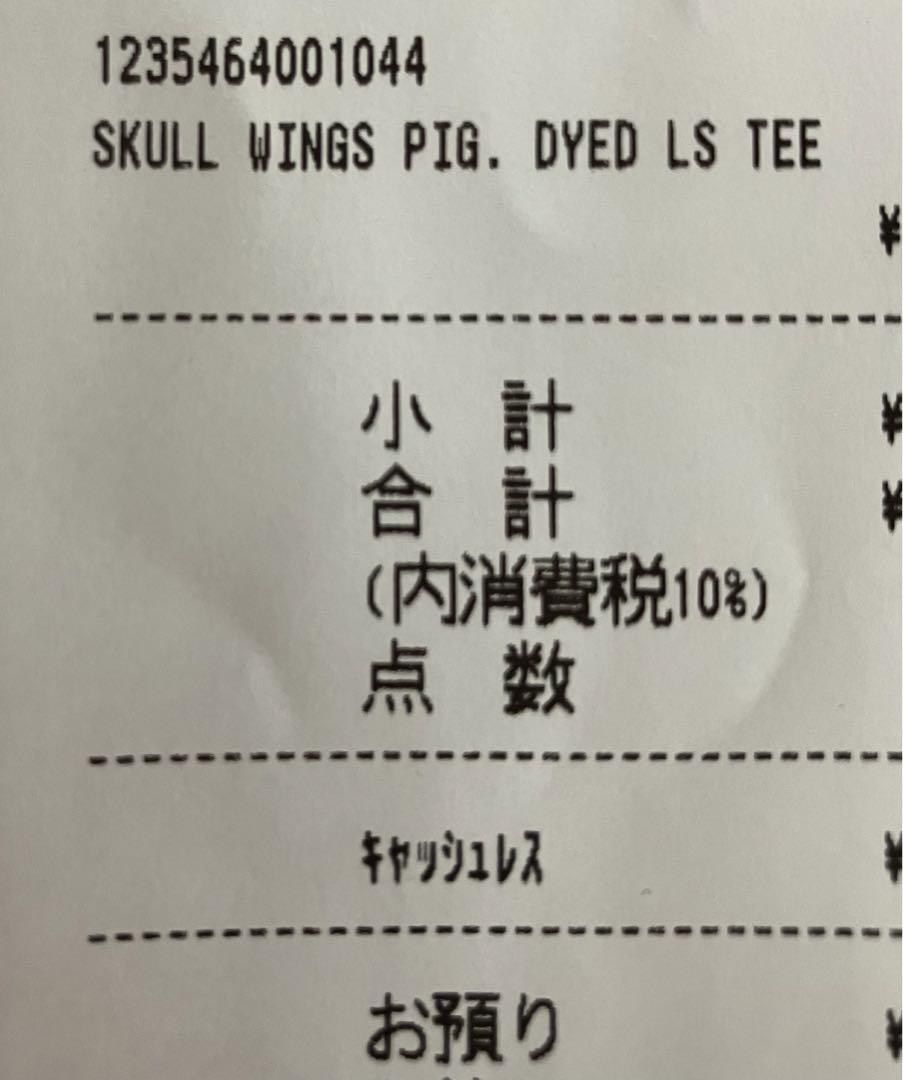 1235464001044
SKULL WINGS PIG. DYED LS TEE
¥
小 計 ¥
合 計 ¥
(内消費税10%)
点 数
ｷｬｯｼｭﾚｽ ¥
お預り ¥